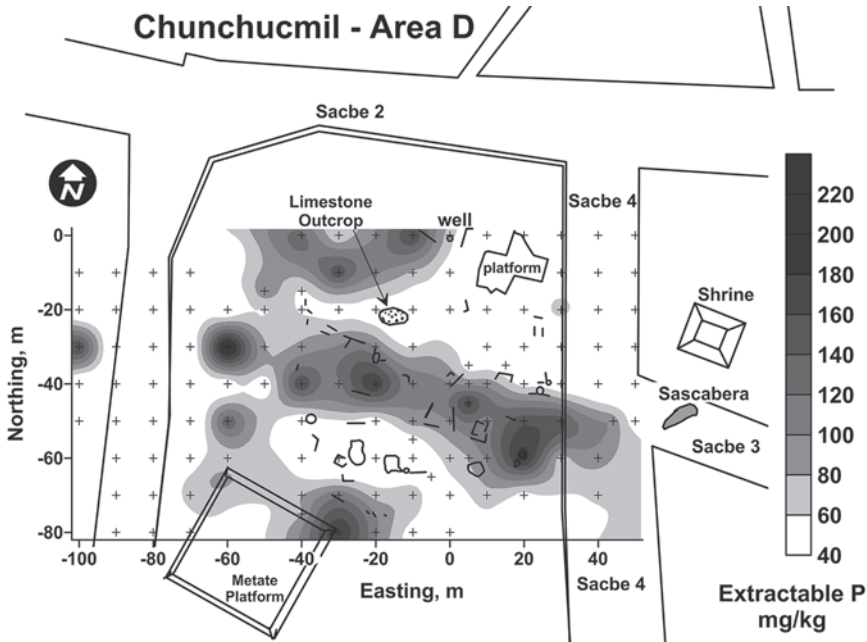 Chunchucmil - Area D
Sacbe 2
N
Limestone
Outcrop
well
Sacbe 4
platform
Shrine
Sascabera
Sacbe 3
Metate
Platform
Sacbe 4
Northing, m
0
-20
-40
-60
-80
-100
-80
-60
-40
-20
0
20
40
Easting, m
220
200
180
160
140
120
100
80
60
40
Extractable P
mg/kg